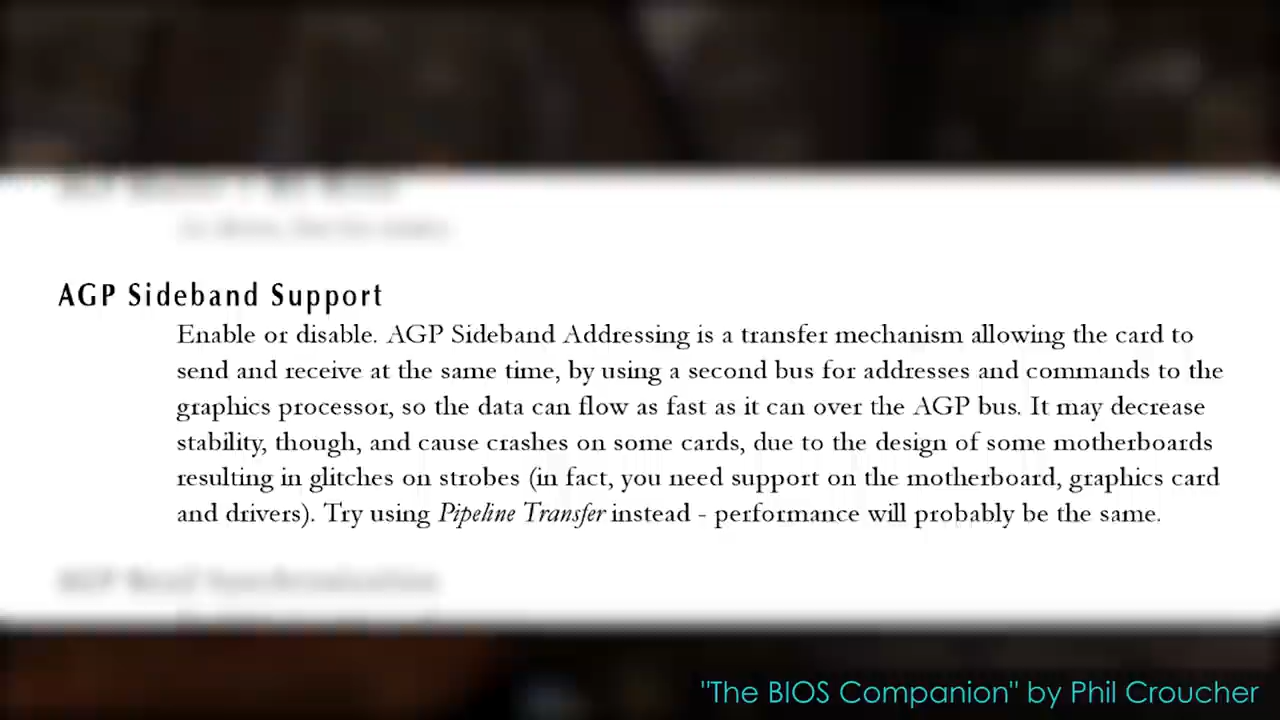 AGP Sideband Support
Enable or disable. AGP Sideband Addressing is a transfer mechanism allowing the card to
send and receive at the same time, by using a second bus for addresses and commands to the
graphics processor, so the data can flow as fast as it can over the AGP bus. It may decrease
stability, though, and cause crashes on some cards, due to the design of some motherboards
resulting in glitches on strobes (in fact, you need support on the motherboard, graphics card
and drivers). Try using Pipeline Transfer instead - performance will probably be the same.
"The BIOS Companion" by Phil Croucher